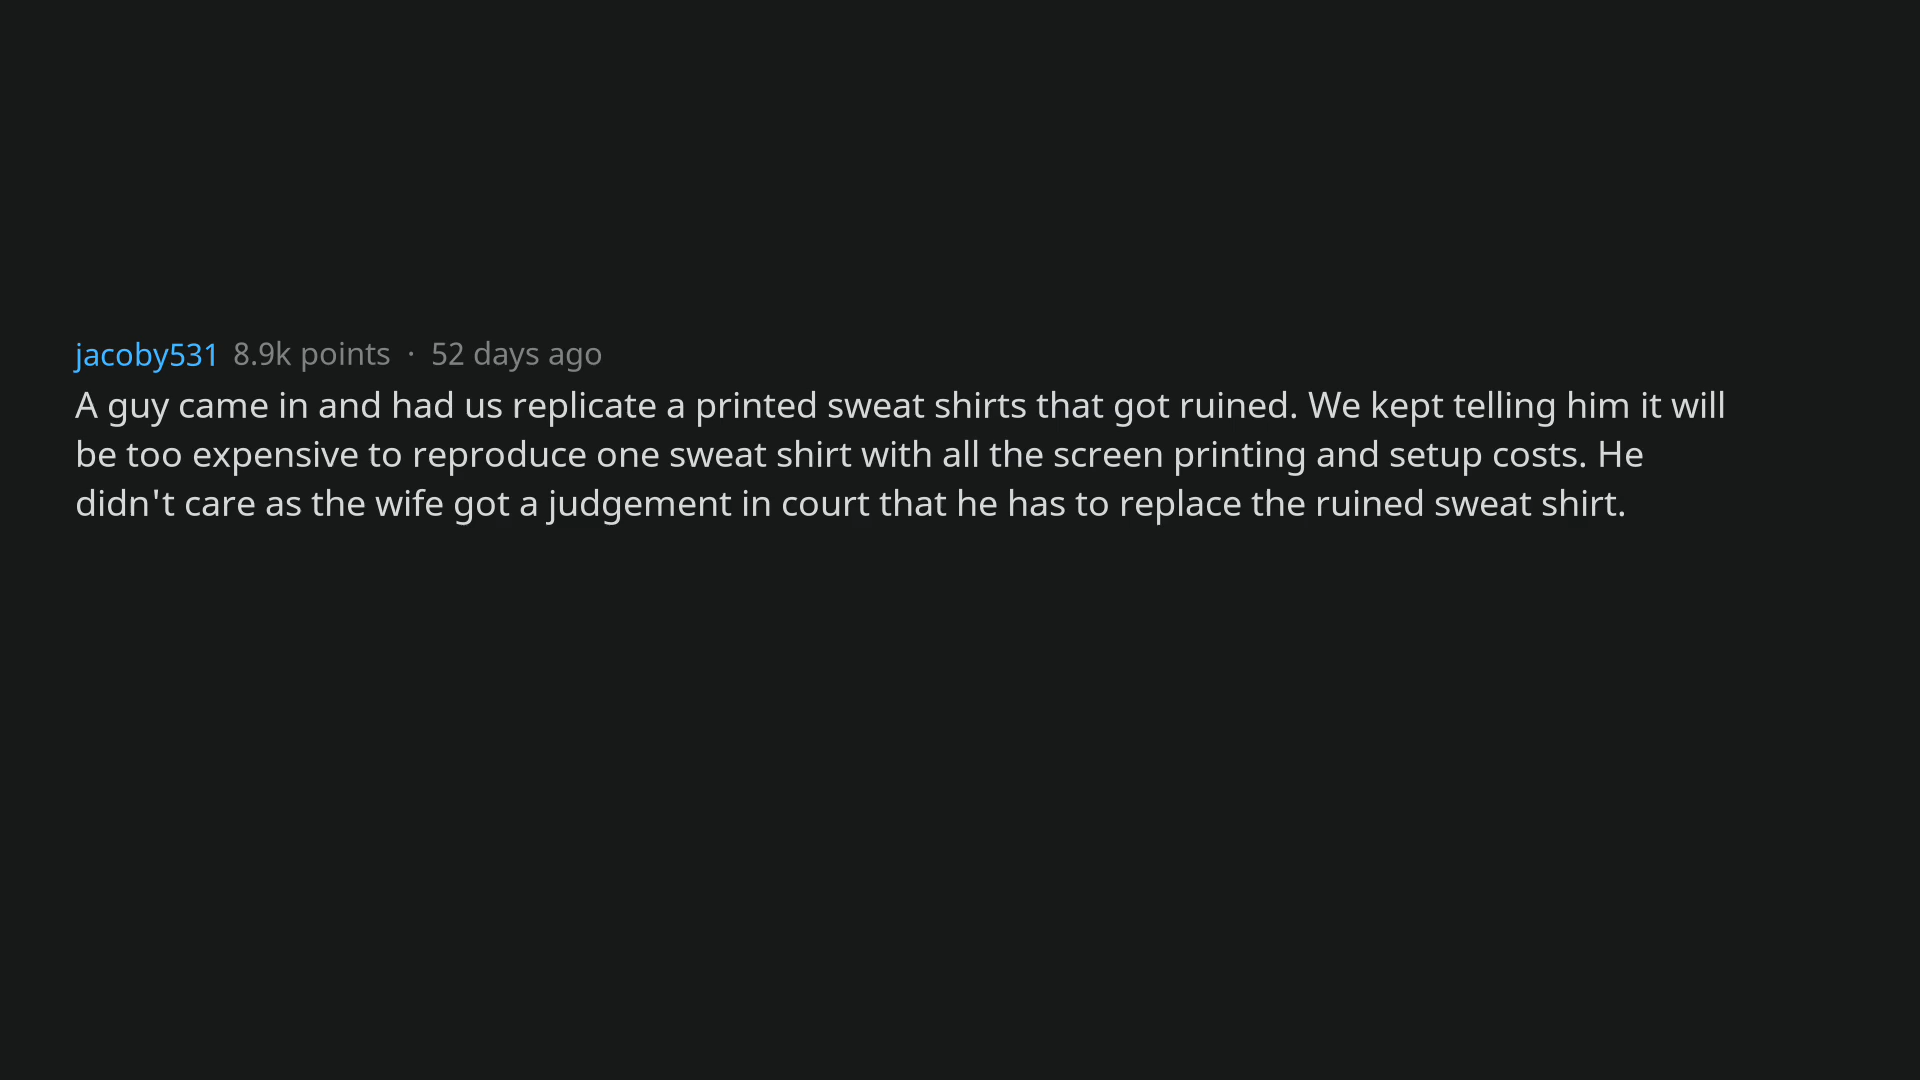 jacoby531 8.9k points · 52 days ago
A guy came in and had us replicate a printed sweat shirts that got ruined. We kept telling him it will
be too expensive to reproduce one sweat shirt with all the screen printing and setup costs. He
didn't care as the wife got a judgement in court that he has to replace the ruined sweat shirt.